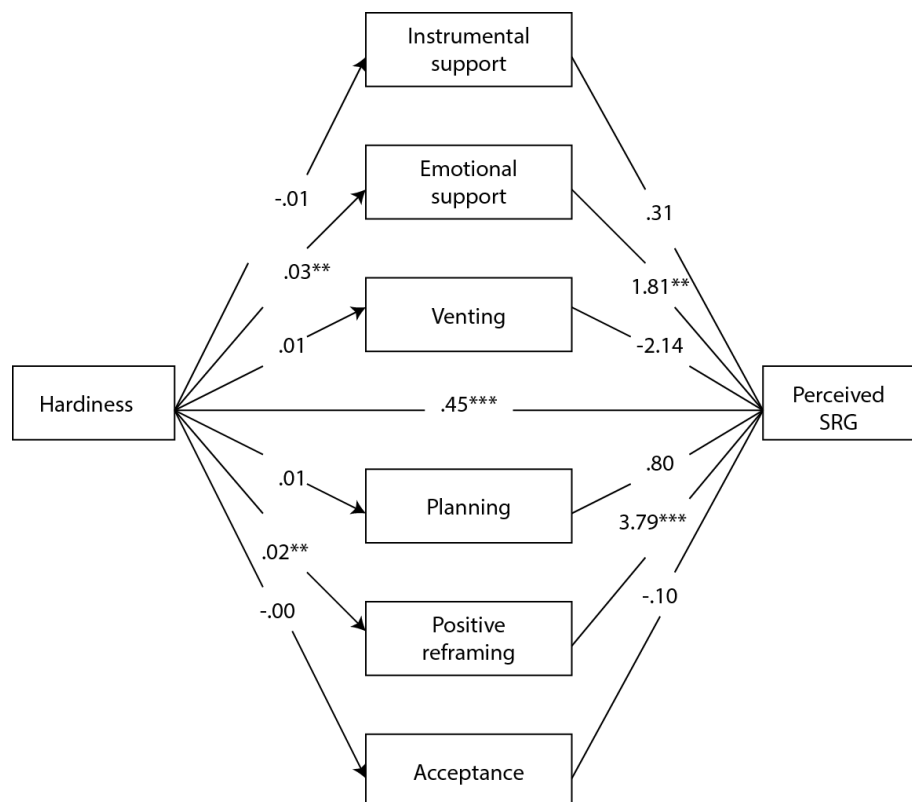 Instrumental
support
-.01
.31
Emotional
support
.03**
1.81**
Venting
.01
-2.14
Hardiness
.45***
Perceived
SRG
.01
.80
Planning
.02**
3.79***
-.00
-.10
Positive
reframing
Acceptance